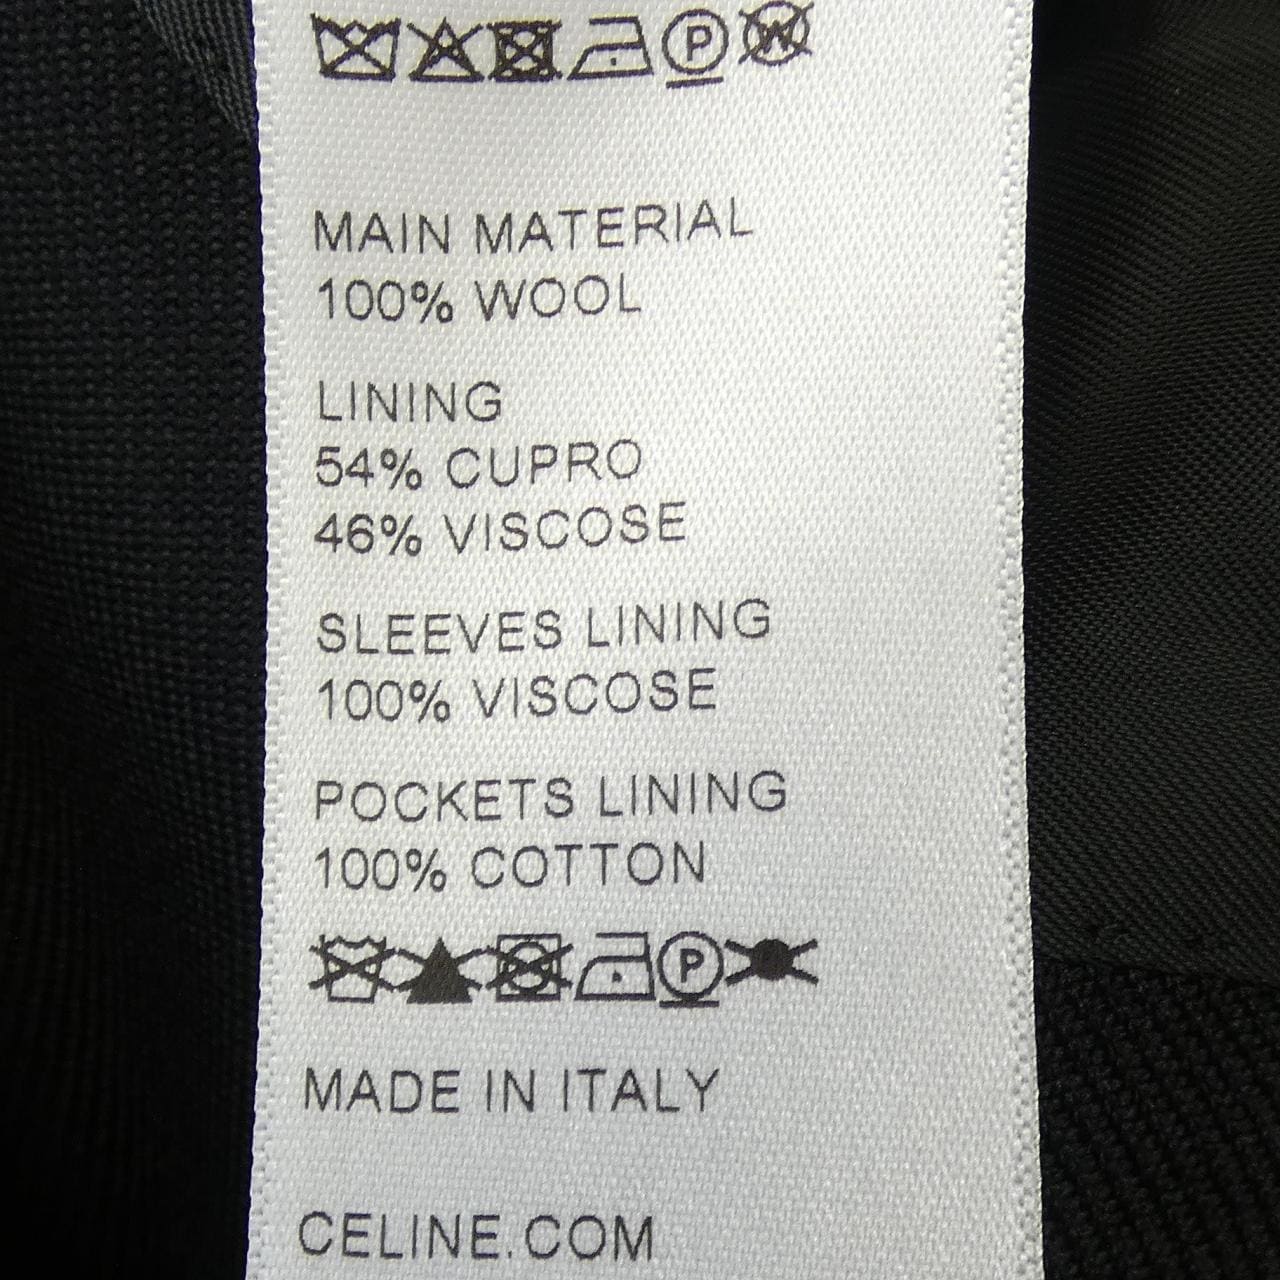 P W
MAIN MATERIAL
100% WOOL
LINING
54% CUPRO
46% VISCOSE
SLEEVES LINING
100% VISCOSE
POCKETS LINING
100% COTTON
P
MADE IN ITALY
CELINE.COM